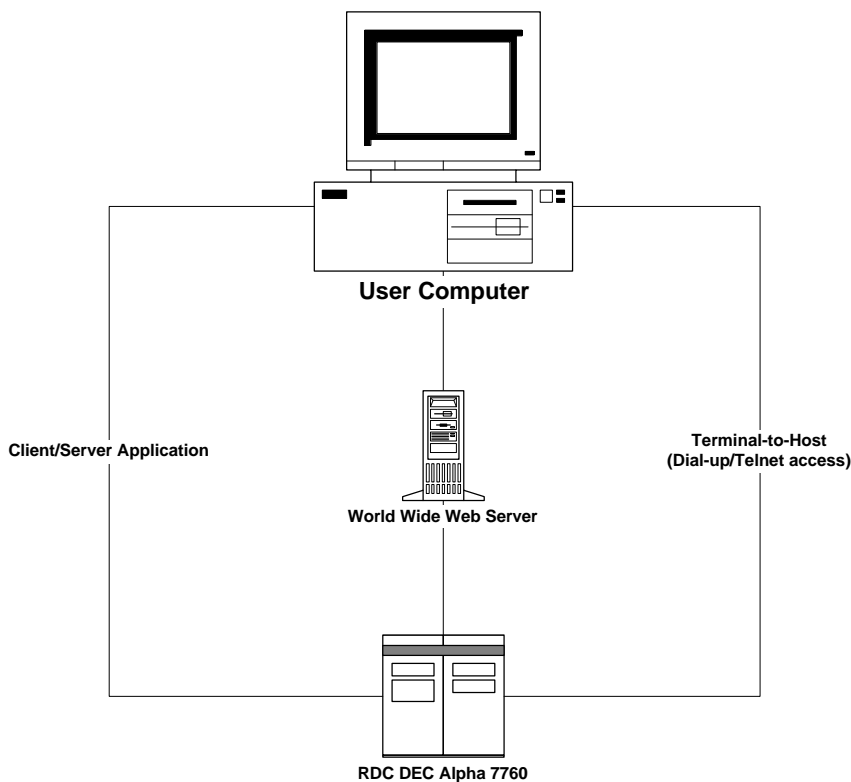 User Computer
Client/Server Application
Terminal-to-Host
(Dial-up/Telnet access)
World Wide Web Server
RDC DEC Alpha 7760